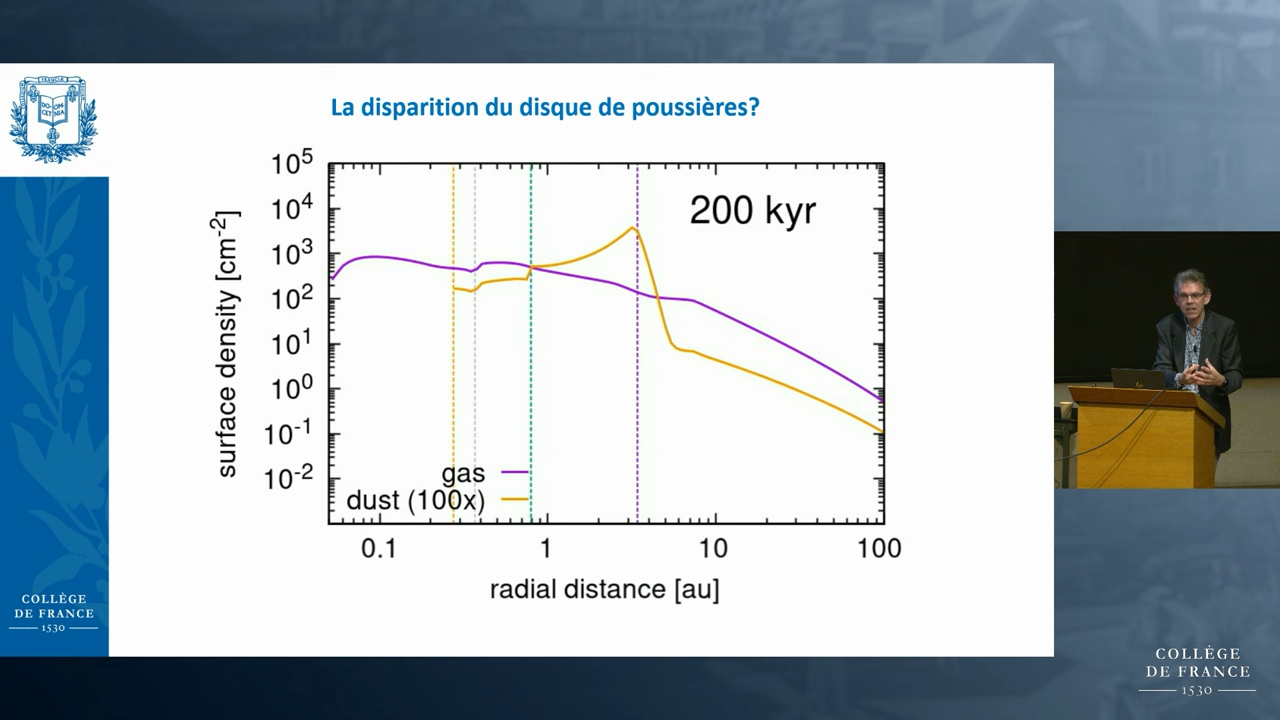 La disparition du disque de poussières?
10^5
10^4
10^3
10^2
10^1
10^0
10^-1
10^-2
surface density [cm^-2]
200 kyr
gas
dust (100x)
0.1
1
10
100
radial distance [au]
COLLÈGE
DE FRANCE
1530
COLLÈGE
DE FRANCE
1530